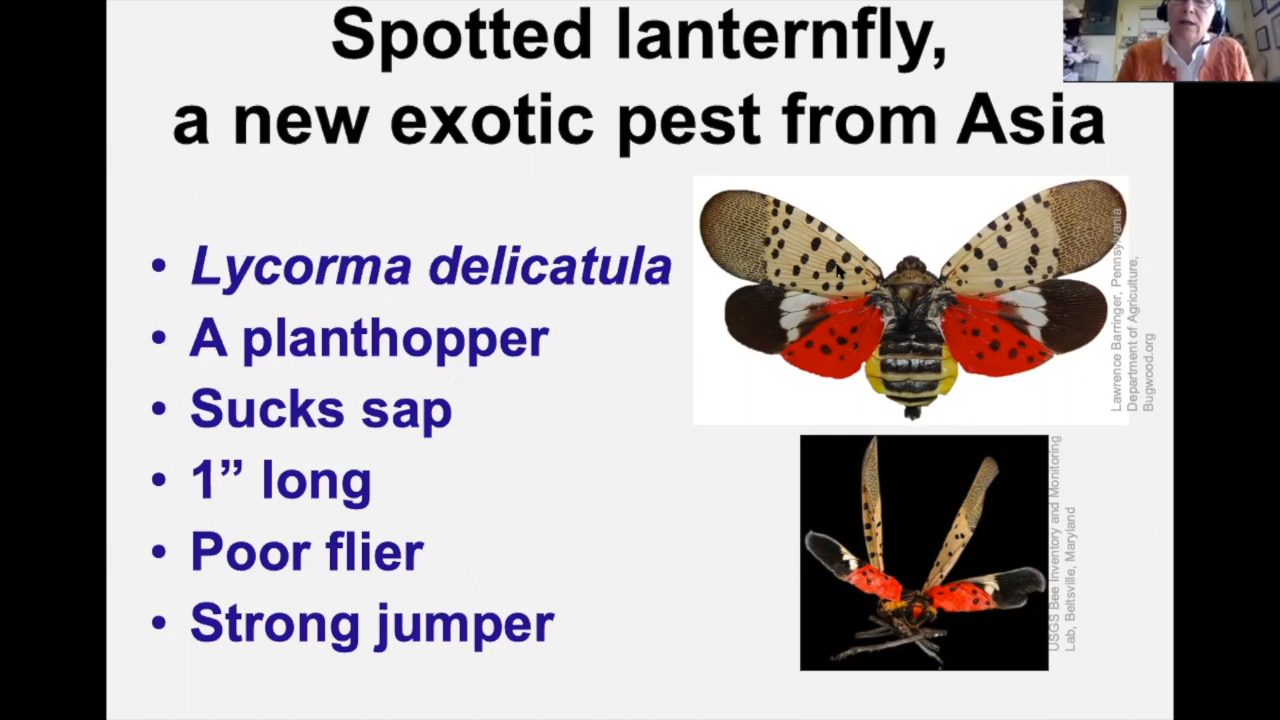 Spotted lanternfly,
a new exotic pest from Asia
• Lycorma delicatula
• A planthopper
• Sucks sap
• 1” long
• Poor flier
• Strong jumper
Lawrence Barringer, Pennsylvania
Department of Agriculture,
Bugwood.org
USGS Bee Inventory and Monitoring
Lab, Beltsville, Maryland